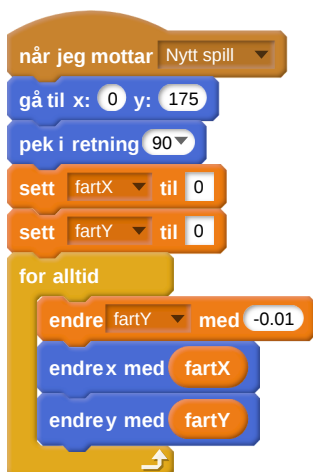 når jeg mottar Nytt spill
gå til x: 0 y: 175
pek i retning 90
sett fartX til 0
sett fartY til 0
for alltid
endre fartY med -0.01
endre x med fartX
endre y med fartY